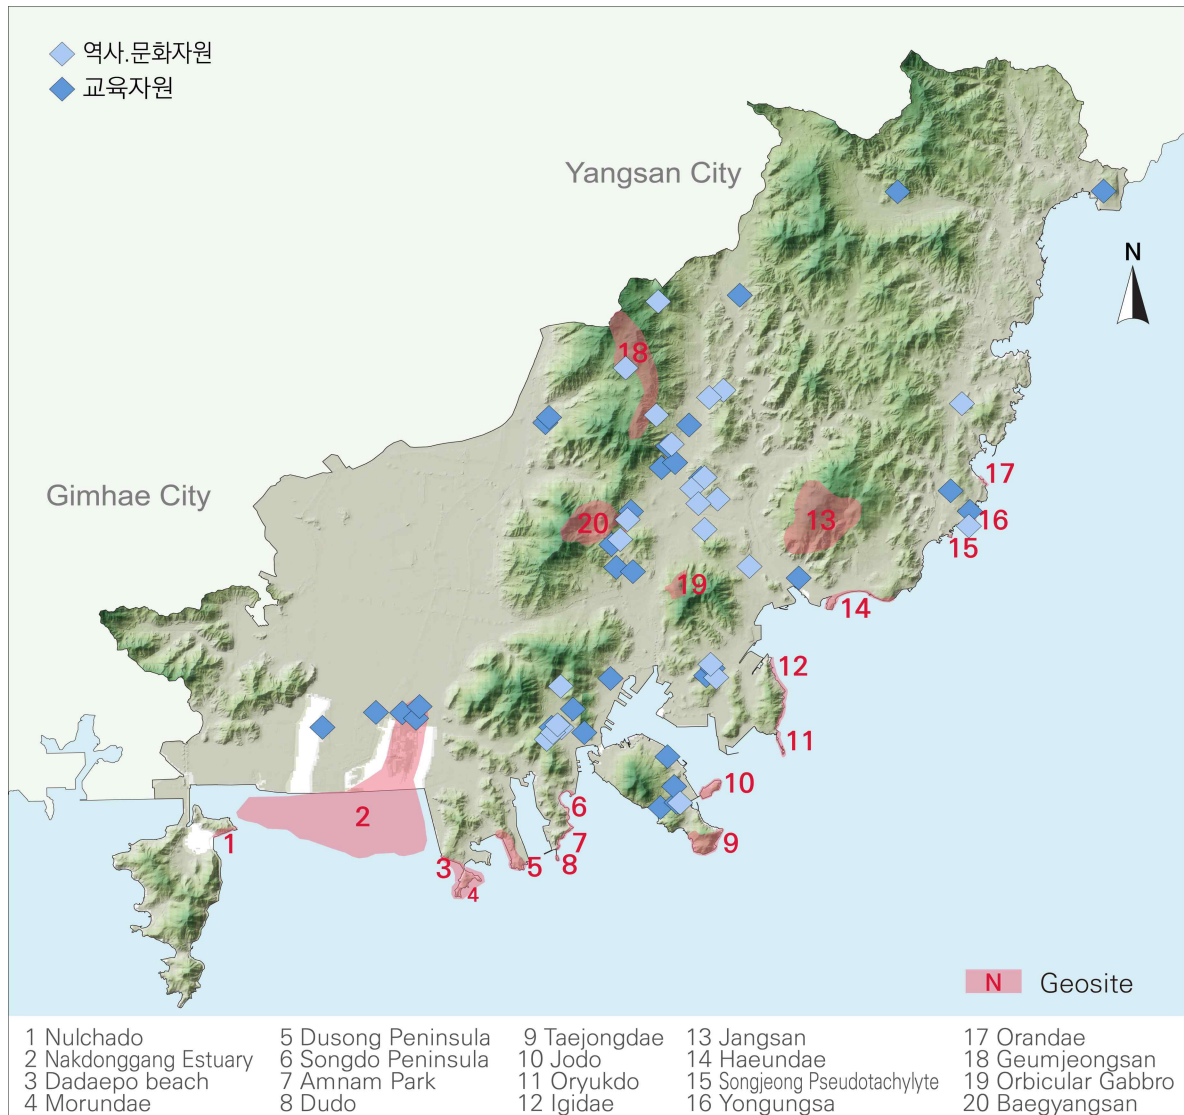 역사.문화자원
교육자원
Yangsan City
N
18
Gimhae City
17
20
13
16
15
19
14
12
11
10
2
6
1
7
9
3
5
8
4
N Geosite
1 Nulchado
2 Nakdonggang Estuary
3 Dadaepo beach
4 Morundae
5 Dusong Peninsula
6 Songdo Peninsula
7 Amnam Park
8 Dudo
9 Taejongdae
10 Jodo
11 Oryukdo
12 Igidae
13 Jangsan
14 Haeundae
15 Songjeong Pseudotachylyte
16 Yongungsa
17 Orandae
18 Geumjeongsan
19 Orbicular Gabbro
20 Baegyangsan